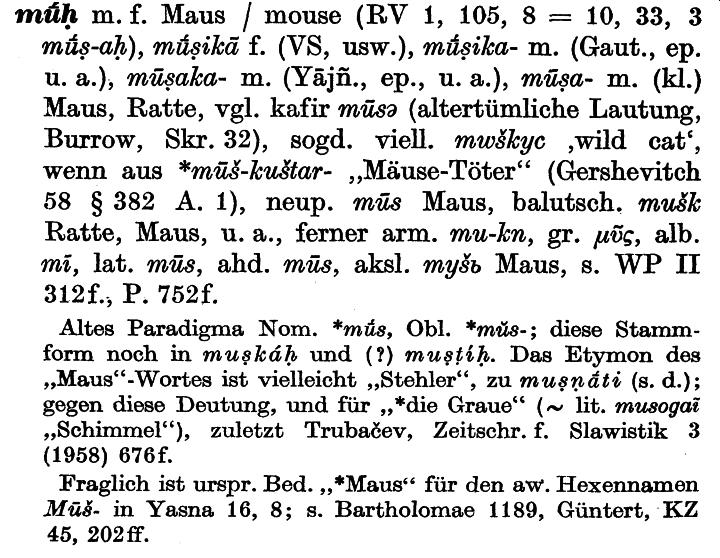 mū́ḥ m. f. Maus / mouse (RV 1, 105, 8 = 10, 33, 3
mū́ṣ-aḥ), mū́ṣikā f. (VS, usw.), mū́ṣika- m. (Gaut., ep.
u. a.), mūṣaka- m. (Yājñ., ep., u. a.), mūṣa- m. (kl.)
Maus, Ratte, vgl. kafir mūsə (altertümliche Lautung,
Burrow, Skr. 32), sogd. viell. mwškyc ‚wild cat‘,
wenn aus *mūš-kuštar- „Mäuse-Töter“ (Gershevitch
58 § 382 A. 1), neup. mūs Maus, balutsch. mušk
Ratte, Maus, u. a., ferner arm. mu-kn, gr. μῦς, alb.
mī, lat. mūs, ahd. mūs, aksl. myšь Maus, s. WP II
312f., P. 752f.
Altes Paradigma Nom. *mū́s, Obl. *mŭs-; diese Stamm-
form noch in muṣkáḥ und (?) muṣṭíḥ. Das Etymon des
„Maus“-Wortes ist vielleicht „Stehler“, zu muṣṇā́ti (s. d.);
gegen diese Deutung, und für „*die Graue“ (~ lit. musogaĩ
„Schimmel“), zuletzt Trubačev, Zeitschr. f. Slawistik 3
(1958) 676f.
Fraglich ist urspr. Bed. „*Maus“ für den aw. Hexennamen
Mūš- in Yasna 16, 8; s. Bartholomae 1189, Güntert, KZ
45, 202ff.